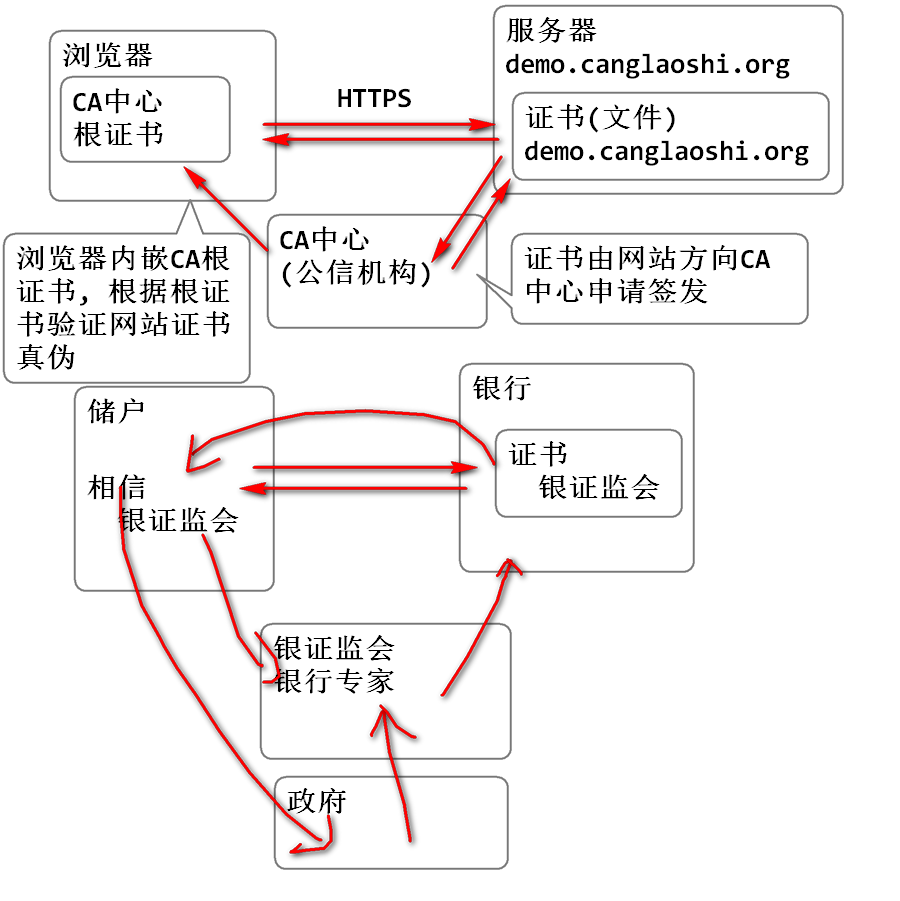 浏览器
CA中心
根证书
HTTPS
服务器
demo.canglaoshi.org
证书(文件)
demo.canglaoshi.org
CA中心
(公信机构)
浏览器内嵌CA根
证书, 根据根证
书验证网站证书
真伪
证书由网站方向CA
中心申请签发
储户
相信
银证监会
银行
证书
银证监会
银证监会
银行专家
政府